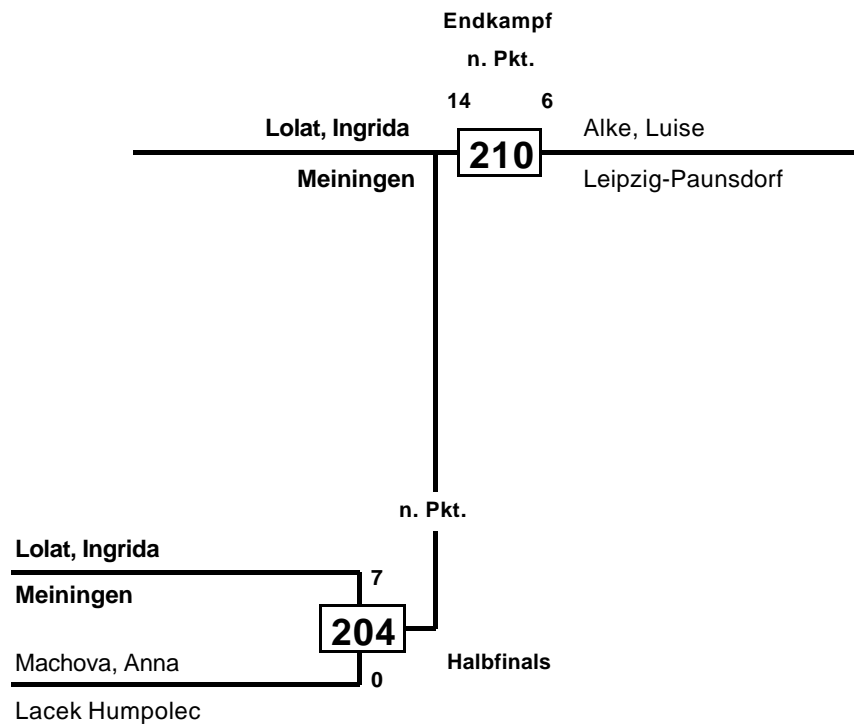 Endkampf
n. Pkt.
14 6
Lolat, Ingrida 210 Alke, Luise
Meiningen Leipzig-Paunsdorf
n. Pkt.
Lolat, Ingrida
7
Meiningen
204
Machova, Anna Halbfinals
0
Lacek Humpolec